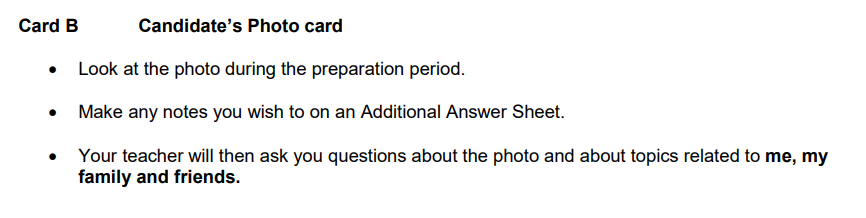 Card B Candidate’s Photo card
• Look at the photo during the preparation period.
• Make any notes you wish to on an Additional Answer Sheet.
• Your teacher will then ask you questions about the photo and about topics related to me, my
family and friends.